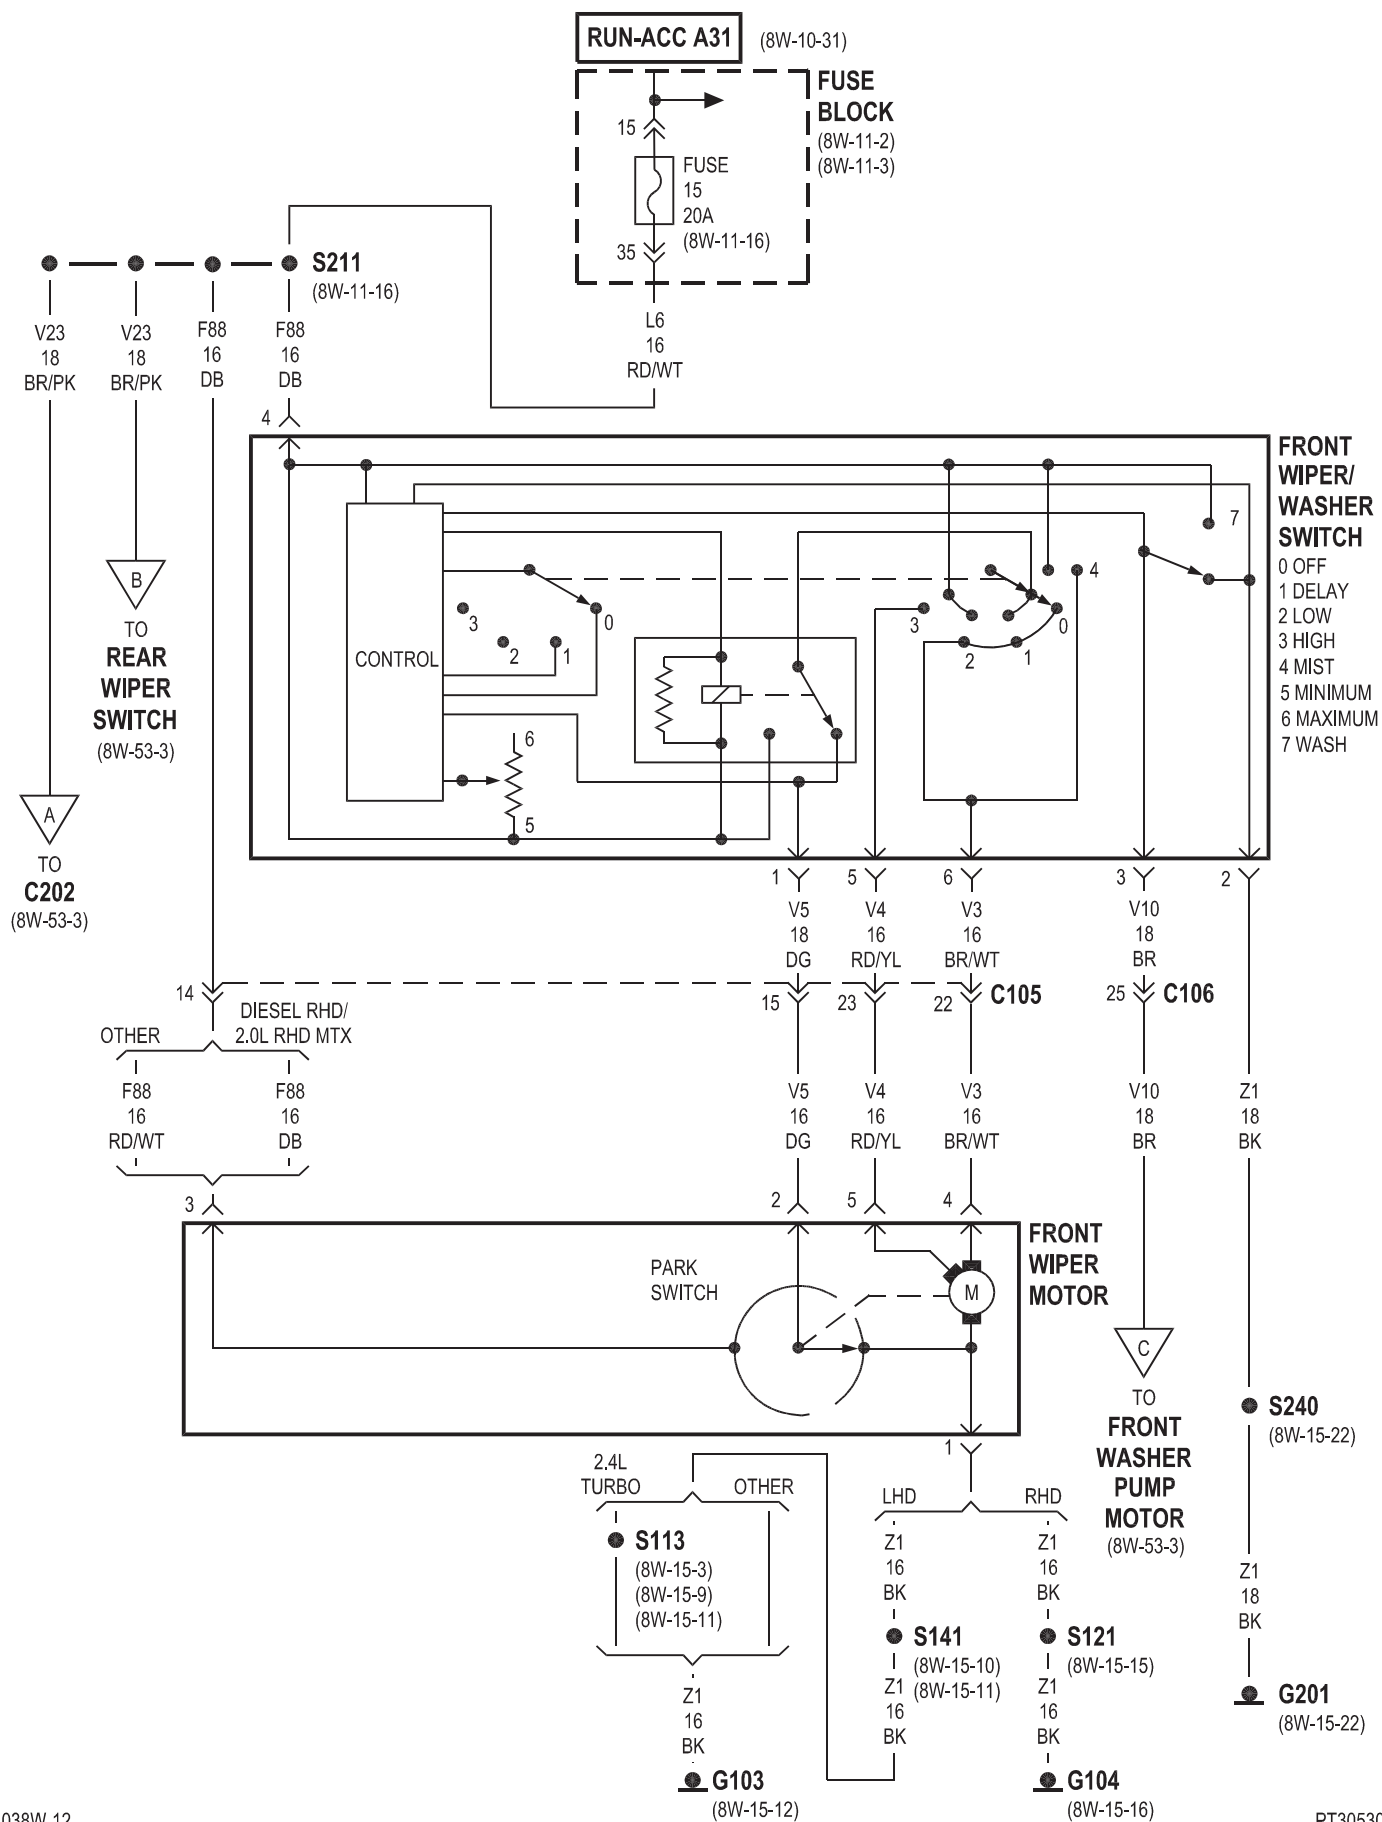 RUN-ACC A31 (8W-10-31)
FUSE
BLOCK
(8W-11-2)
(8W-11-3)
15
FUSE
15
20A
(8W-11-16)
35
S211
(8W-11-16)
L6
16
RD/WT
V23
18
BR/PK
V23
18
BR/PK
F88
16
DB
F88
16
DB
4
FRONT
WIPER/
WASHER
SWITCH
0 OFF
1 DELAY
2 LOW
3 HIGH
4 MIST
5 MINIMUM
6 MAXIMUM
7 WASH
7
4
3
0
2
1
CONTROL
3
0
2
1
6
5
B
TO
REAR
WIPER
SWITCH
(8W-53-3)
A
TO
C202
(8W-53-3)
1
5
6
3
2
V5
18
DG
V4
16
RD/YL
V3
16
BR/WT
V10
18
BR
14
15
23
22
C105
25
C106
OTHER
DIESEL RHD/
2.0L RHD MTX
F88
16
RD/WT
F88
16
DB
V5
16
DG
V4
16
RD/YL
V3
16
BR/WT
V10
18
BR
Z1
18
BK
3
2
5
4
FRONT
WIPER
MOTOR
PARK
SWITCH
M
1
C
TO
FRONT
WASHER
PUMP
MOTOR
(8W-53-3)
S240
(8W-15-22)
2.4L
TURBO
OTHER
LHD
RHD
S113
(8W-15-3)
(8W-15-9)
(8W-15-11)
Z1
16
BK
Z1
16
BK
Z1
18
BK
S141
(8W-15-10)
(8W-15-11)
S121
(8W-15-15)
Z1
16
BK
Z1
16
BK
Z1
16
BK
G201
(8W-15-22)
G103
(8W-15-12)
G104
(8W-15-16)
038W-12
PT30530